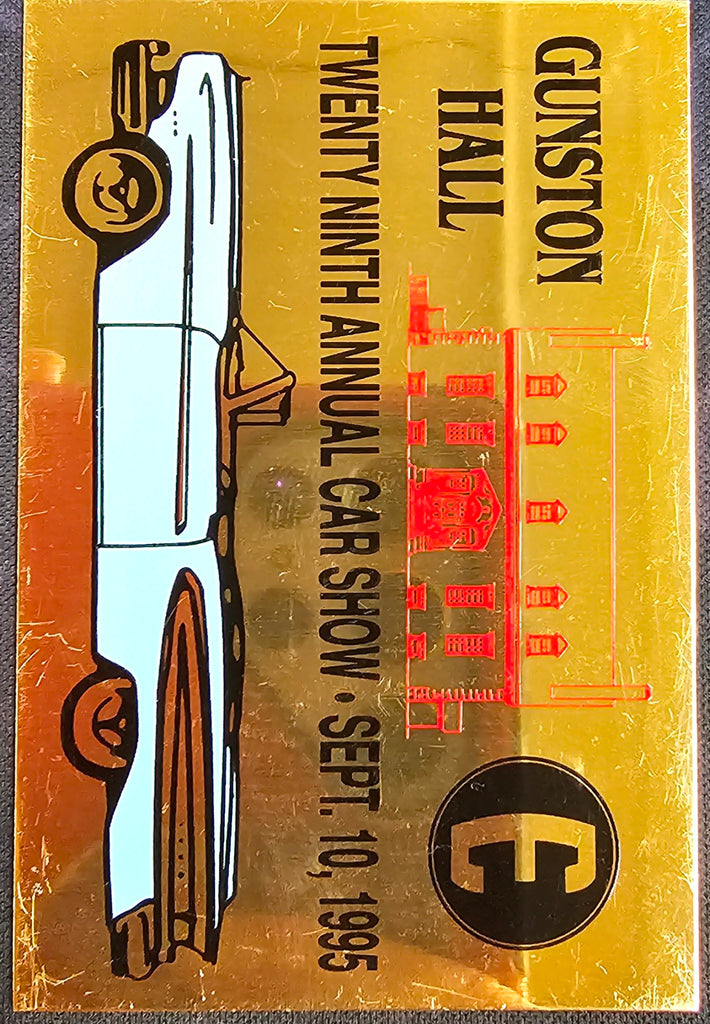 GUNSTON
HALL
C
TWENTY NINTH ANNUAL CAR SHOW • SEPT. 10, 1995